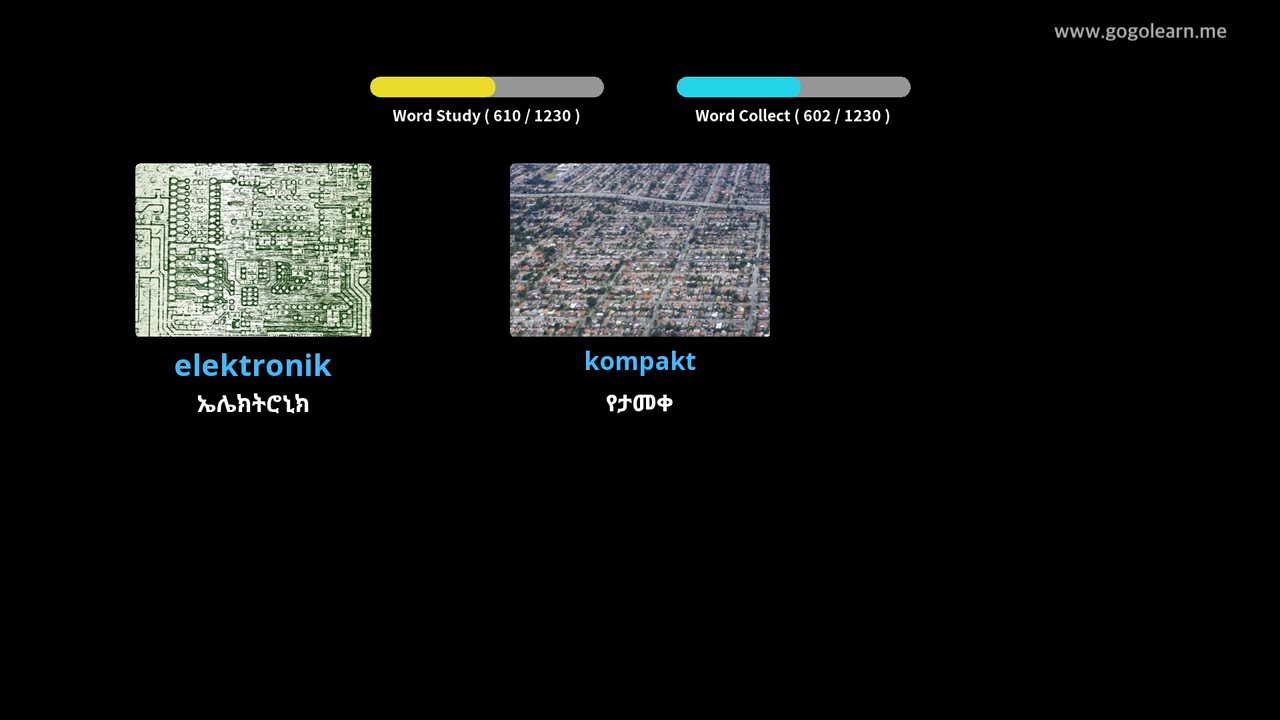 www.gogolearn.me
Word Study ( 610 / 1230 )
Word Collect ( 602 / 1230 )
elektronik
ኤሌክትሮኒክ
kompakt
የታመቀ